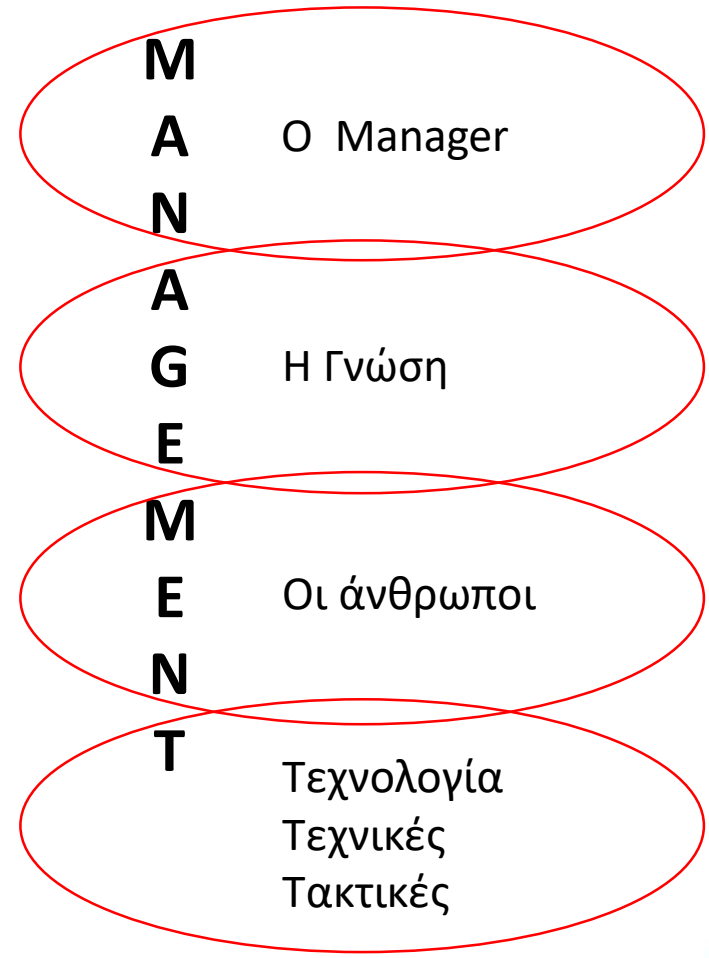 M
A
N
A
G
E
M
E
N
T
Ο Manager
Η Γνώση
Οι άνθρωποι
Τεχνολογία
Τεχνικές
Τακτικές